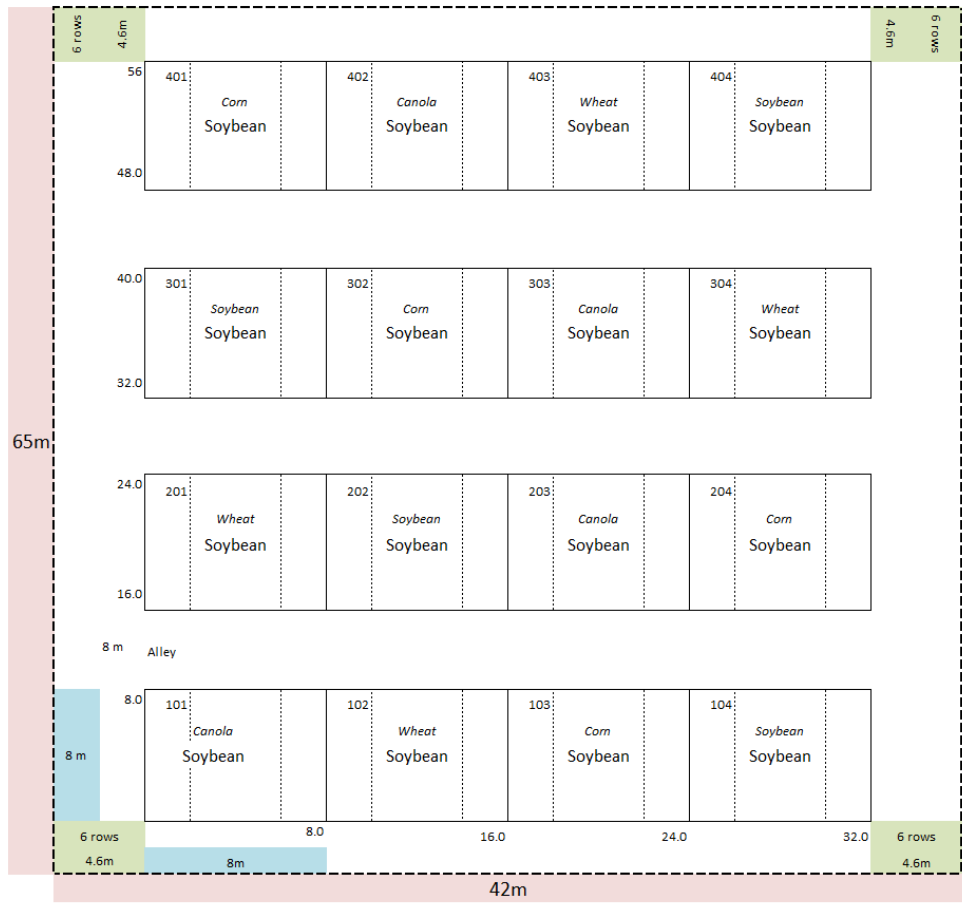 6 rows
4.6m
4.6m
6 rows
56
401
402
403
404
Corn
Canola
Wheat
Soybean
Soybean
Soybean
Soybean
Soybean
48.0
40.0
301
302
303
304
Soybean
Corn
Canola
Wheat
Soybean
Soybean
Soybean
Soybean
32.0
65m
24.0
201
202
203
204
Wheat
Soybean
Canola
Corn
Soybean
Soybean
Soybean
Soybean
16.0
8 m
Alley
8.0
101
102
103
104
Canola
Wheat
Corn
Soybean
Soybean
Soybean
Soybean
Soybean
8 m
8.0
16.0
24.0
32.0
6 rows
4.6m
8m
6 rows
4.6m
42m